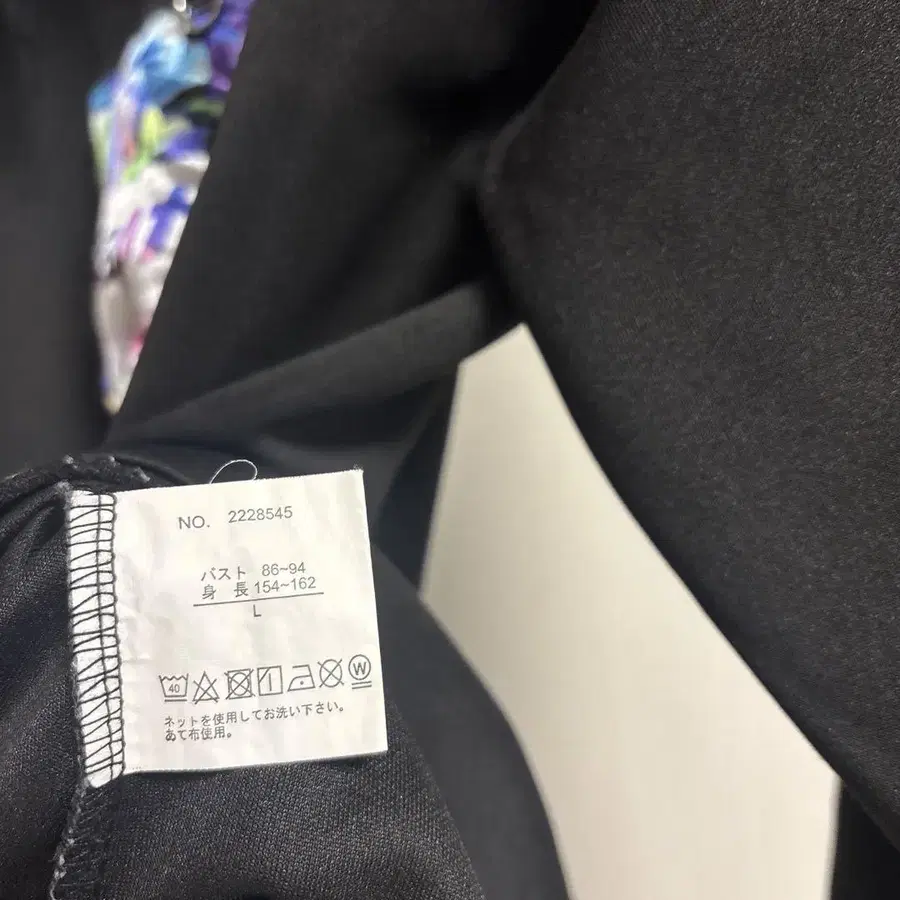 NO. 2228545
バスト 86~94
身 長 154~162
L
40 W
ネットを使用してお洗い下さい。
あて布使用。